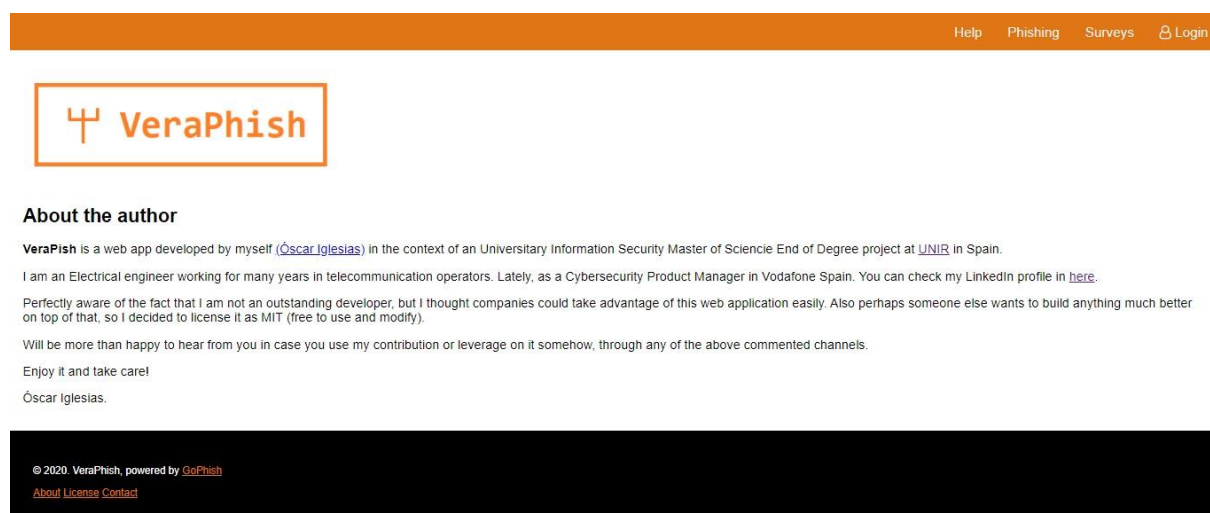 Help Phishing Surveys Login
VeraPhish
About the author
VeraPish is a web app developed by myself (Óscar Iglesias) in the context of an Universitary Information Security Master of Sciencie End of Degree project at UNIR in Spain.
I am an Electrical engineer working for many years in telecommunication operators. Lately, as a Cybersecurity Product Manager in Vodafone Spain. You can check my LinkedIn profile in here.
Perfectly aware of the fact that I am not an outstanding developer, but I thought companies could take advantage of this web application easily. Also perhaps someone else wants to build anything much better
on top of that, so I decided to license it as MIT (free to use and modify).
Will be more than happy to hear from you in case you use my contribution or leverage on it somehow, through any of the above commented channels.
Enjoy it and take care!
Óscar Iglesias.
© 2020. VeraPhish, powered by GoPhish
About License Contact